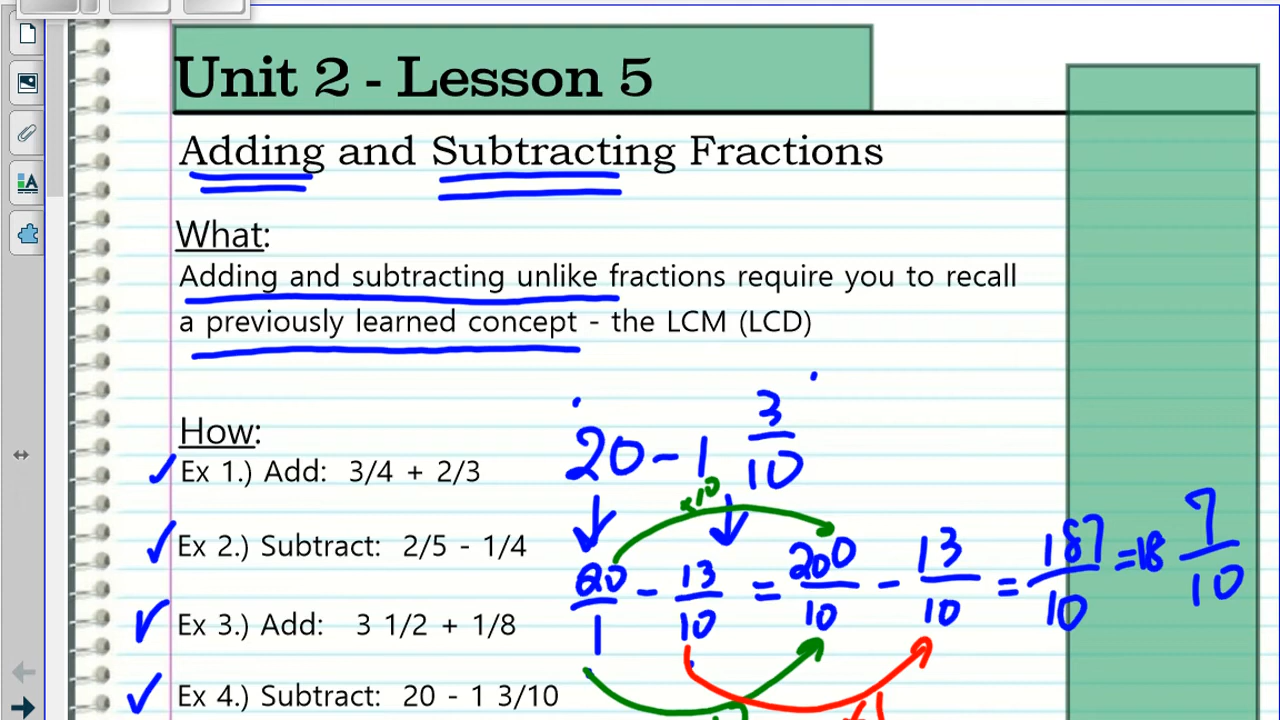 Unit 2 - Lesson 5
Adding and Subtracting Fractions
What:
Adding and subtracting unlike fractions require you to recall
a previously learned concept - the LCM (LCD)
How:
Ex 1.) Add: 3/4 + 2/3
20 - 1 3/10
x10
Ex 2.) Subtract: 2/5 - 1/4
20/1 - 13/10 = 200/10 - 13/10 = 187/10 = 18 7/10
Ex 3.) Add: 3 1/2 + 1/8
Ex 4.) Subtract: 20 - 1 3/10